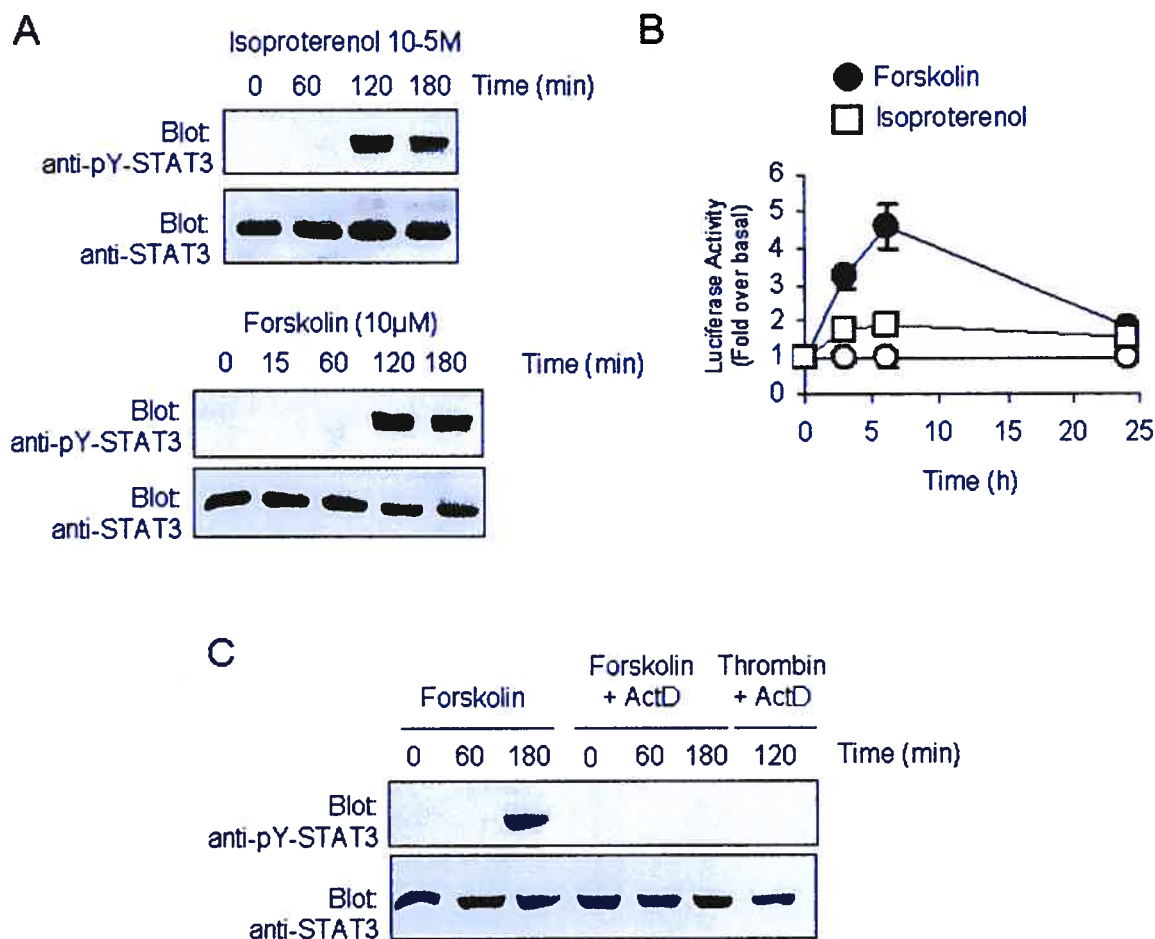 A
Isoproterenol 10-5M
0 60 120 180 Time (min)
Blot:
anti-pY-STAT3
Blot:
anti-STAT3
Forskolin (10µM)
0 15 60 120 180 Time (min)
Blot:
anti-pY-STAT3
Blot:
anti-STAT3
B
Forskolin
Isoproterenol
Luciferase Activity
(Fold over basal)
6
5
4
3
2
1
0
0 5 10 15 20 25
Time (h)
C
Forskolin
Forskolin
+ ActD
Thrombin
+ ActD
0 60 180 0 60 180 120 Time (min)
Blot:
anti-pY-STAT3
Blot:
anti-STAT3